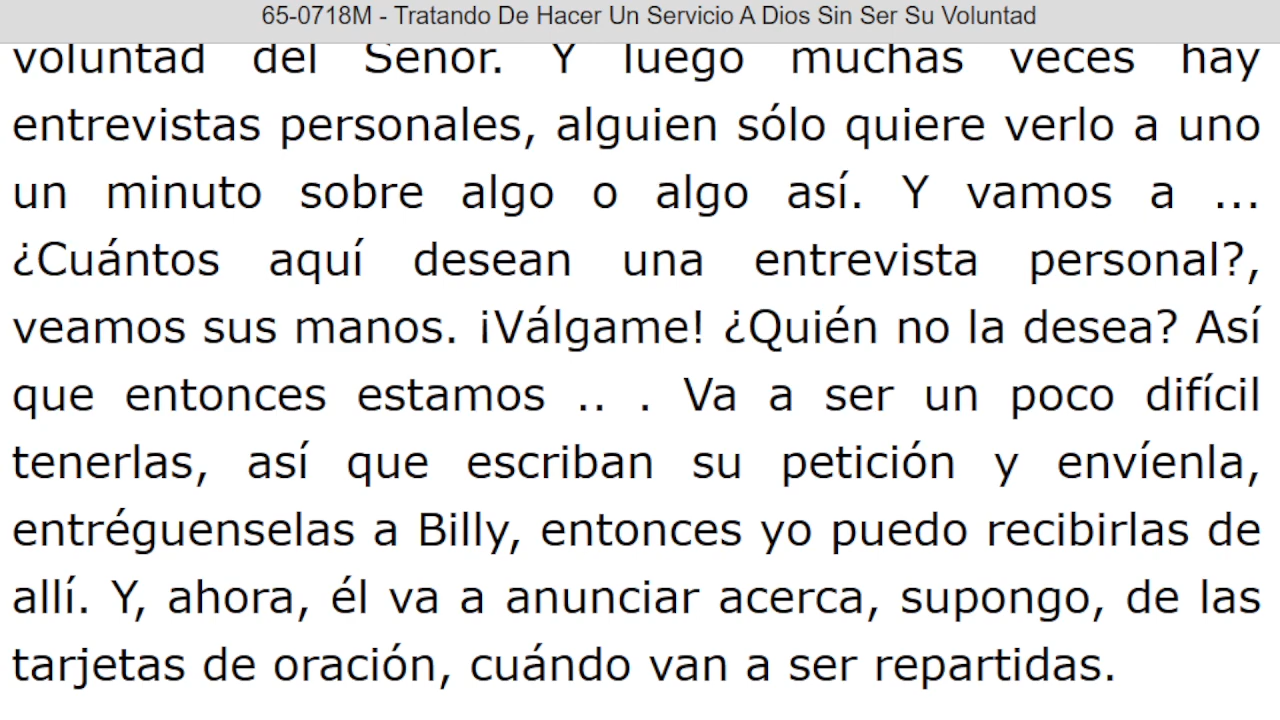 65-0718M - Tratando De Hacer Un Servicio A Dios Sin Ser Su Voluntad
voluntad del Señor. Y luego muchas veces hay
entrevistas personales, alguien sólo quiere verlo a uno
un minuto sobre algo o algo así. Y vamos a ...
¿Cuántos aquí desean una entrevista personal?,
veamos sus manos. ¡Válgame! ¿Quién no la desea? Así
que entonces estamos .. . Va a ser un poco difícil
tenerlas, así que escriban su petición y envíenla,
entréguenselas a Billy, entonces yo puedo recibirlas de
allí. Y, ahora, él va a anunciar acerca, supongo, de las
tarjetas de oración, cuándo van a ser repartidas.